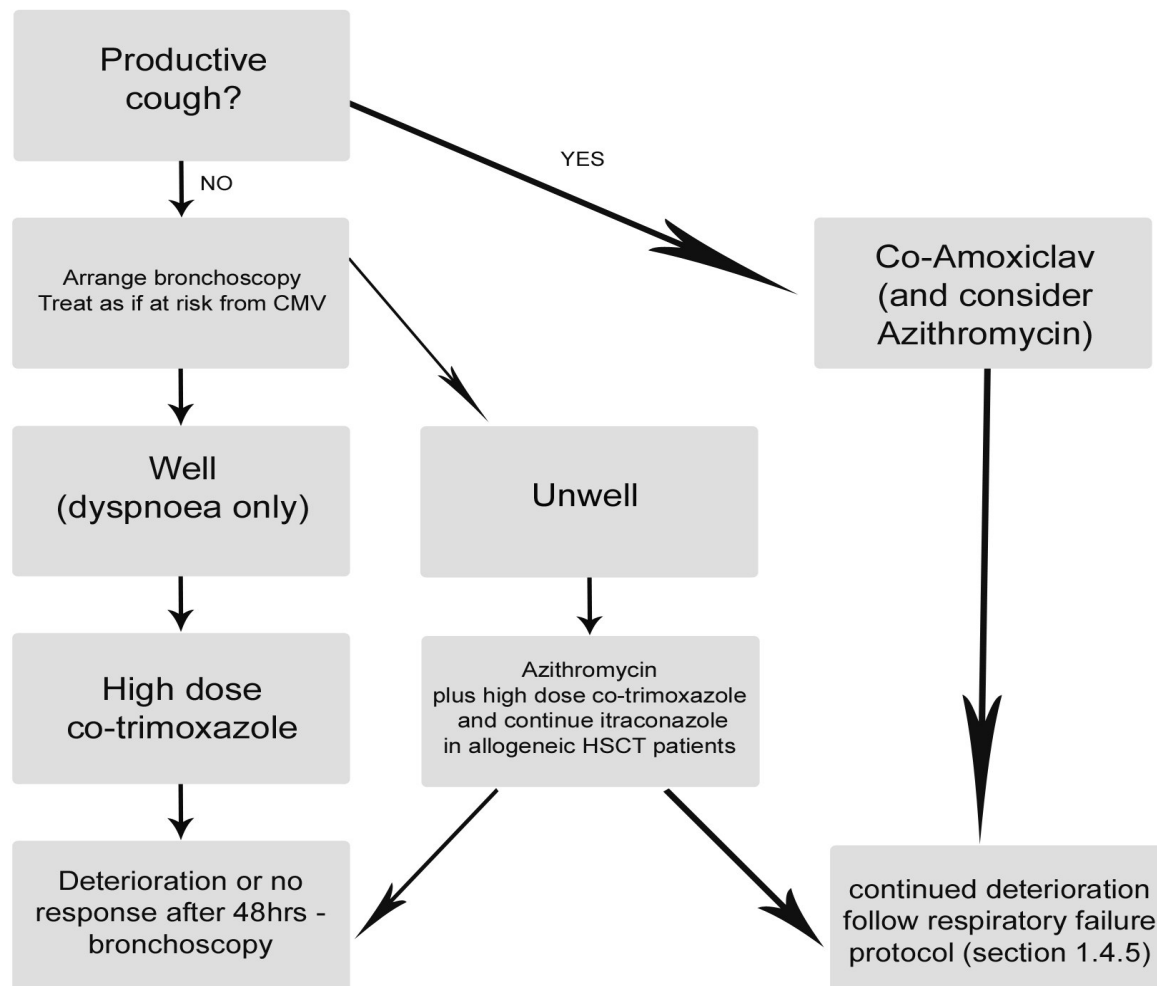 Productive
cough?
YES
NO
Arrange bronchoscopy
Treat as if at risk from CMV
Co-Amoxiclav
(and consider
Azithromycin)
Well
(dyspnoea only)
Unwell
High dose
co-trimoxazole
Azithromycin
plus high dose co-trimoxazole
and continue itraconazole
in allogeneic HSCT patients
Deterioration or no
response after 48hrs -
bronchoscopy
continued deterioration
follow respiratory failure
protocol (section 1.4.5)